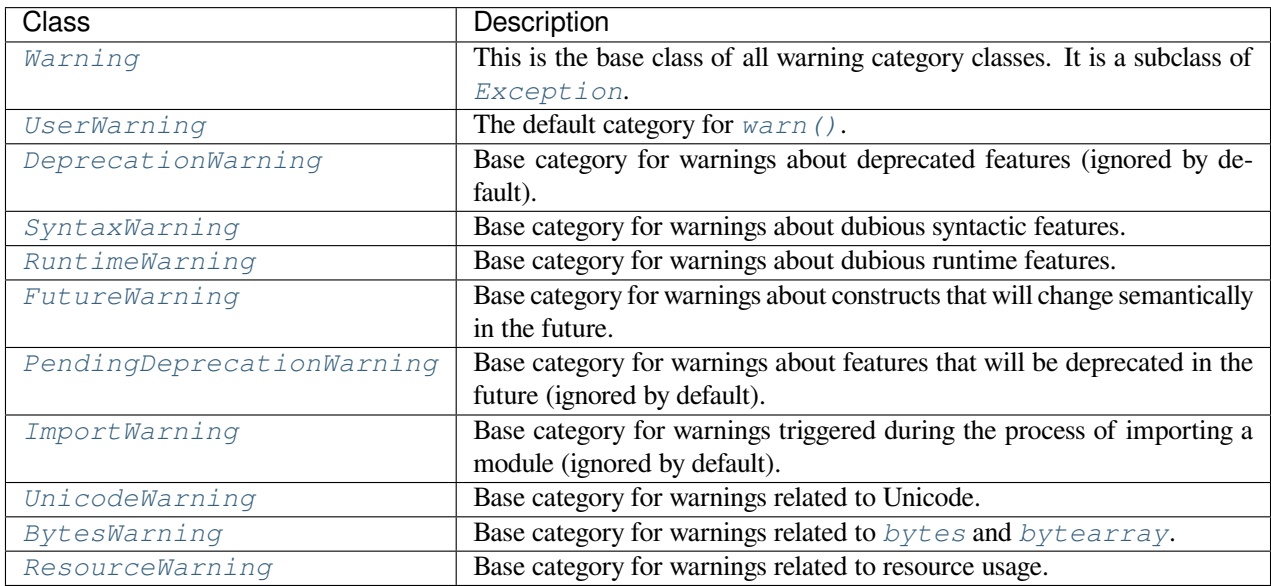 Class Description
Warning This is the base class of all warning category classes. It is a subclass of
Exception.
UserWarning The default category for warn().
DeprecationWarning Base category for warnings about deprecated features (ignored by de-
fault).
SyntaxWarning Base category for warnings about dubious syntactic features.
RuntimeWarning Base category for warnings about dubious runtime features.
FutureWarning Base category for warnings about constructs that will change semantically
in the future.
PendingDeprecationWarning Base category for warnings about features that will be deprecated in the
future (ignored by default).
ImportWarning Base category for warnings triggered during the process of importing a
module (ignored by default).
UnicodeWarning Base category for warnings related to Unicode.
BytesWarning Base category for warnings related to bytes and bytearray.
ResourceWarning Base category for warnings related to resource usage.